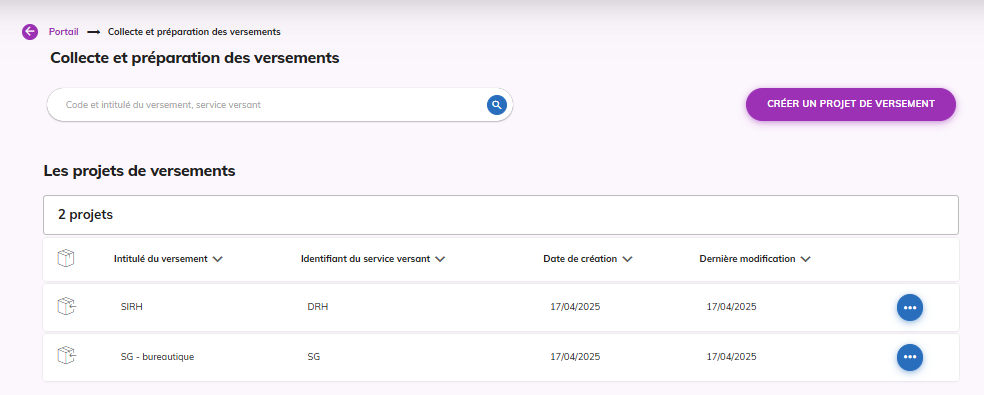 Portail → Collecte et préparation des versements
Collecte et préparation des versements
Code et intitulé du versement, service versant
CRÉER UN PROJET DE VERSEMENT
Les projets de versements
2 projets
Intitulé du versement Identifiant du service versant Date de création Dernière modification
SIRH DRH 17/04/2025 17/04/2025
SG - bureautique SG 17/04/2025 17/04/2025